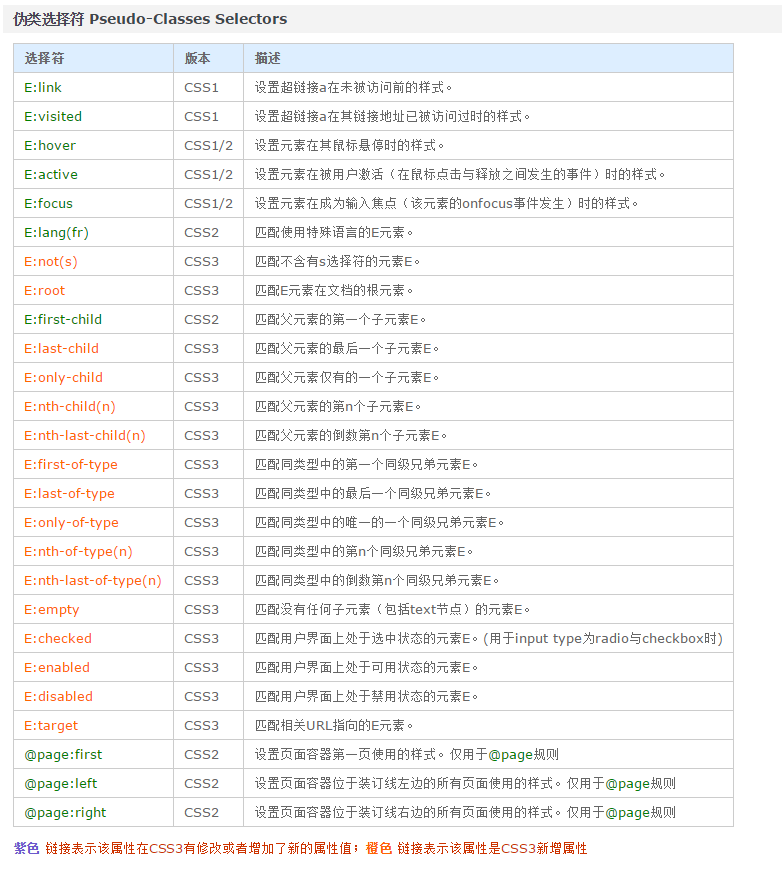 伪类选择符 Pseudo-Classes Selectors
选择符 版本 描述
E:link CSS1 设置超链接a在未被访问前的样式。
E:visited CSS1 设置超链接a在其链接地址已被访问过时的样式。
E:hover CSS1/2 设置元素在其鼠标悬停时的样式。
E:active CSS1/2 设置元素在被用户激活（在鼠标点击与释放之间发生的事件）时的样式。
E:focus CSS1/2 设置元素在成为输入焦点（该元素的onfocus事件发生）时的样式。
E:lang(fr) CSS2 匹配使用特殊语言的E元素。
E:not(s) CSS3 匹配不含有s选择符的元素E。
E:root CSS3 匹配E元素在文档的根元素。
E:first-child CSS2 匹配父元素的第一个子元素E。
E:last-child CSS3 匹配父元素的最后一个子元素E。
E:only-child CSS3 匹配父元素仅有的一个子元素E。
E:nth-child(n) CSS3 匹配父元素的第n个子元素E。
E:nth-last-child(n) CSS3 匹配父元素的倒数第n个子元素E。
E:first-of-type CSS3 匹配同类型中的第一个同级兄弟元素E。
E:last-of-type CSS3 匹配同类型中的最后一个同级兄弟元素E。
E:only-of-type CSS3 匹配同类型中的唯一的一个同级兄弟元素E。
E:nth-of-type(n) CSS3 匹配同类型中的第n个同级兄弟元素E。
E:nth-last-of-type(n) CSS3 匹配同类型中的倒数第n个同级兄弟元素E。
E:empty CSS3 匹配没有任何子元素（包括text节点）的元素E。
E:checked CSS3 匹配用户界面上处于选中状态的元素E。(用于input type为radio与checkbox时)
E:enabled CSS3 匹配用户界面上处于可用状态的元素E。
E:disabled CSS3 匹配用户界面上处于禁用状态的元素E。
E:target CSS3 匹配相关URL指向的E元素。
@page:first CSS2 设置页面容器第一页使用的样式。仅用于@page规则
@page:left CSS2 设置页面容器位于装订线左边的所有页面使用的样式。仅用于@page规则
@page:right CSS2 设置页面容器位于装订线右边的所有页面使用的样式。仅用于@page规则
紫色 链接表示该属性在CSS3有修改或者增加了新的属性值；橙色 链接表示该属性是CSS3新增属性